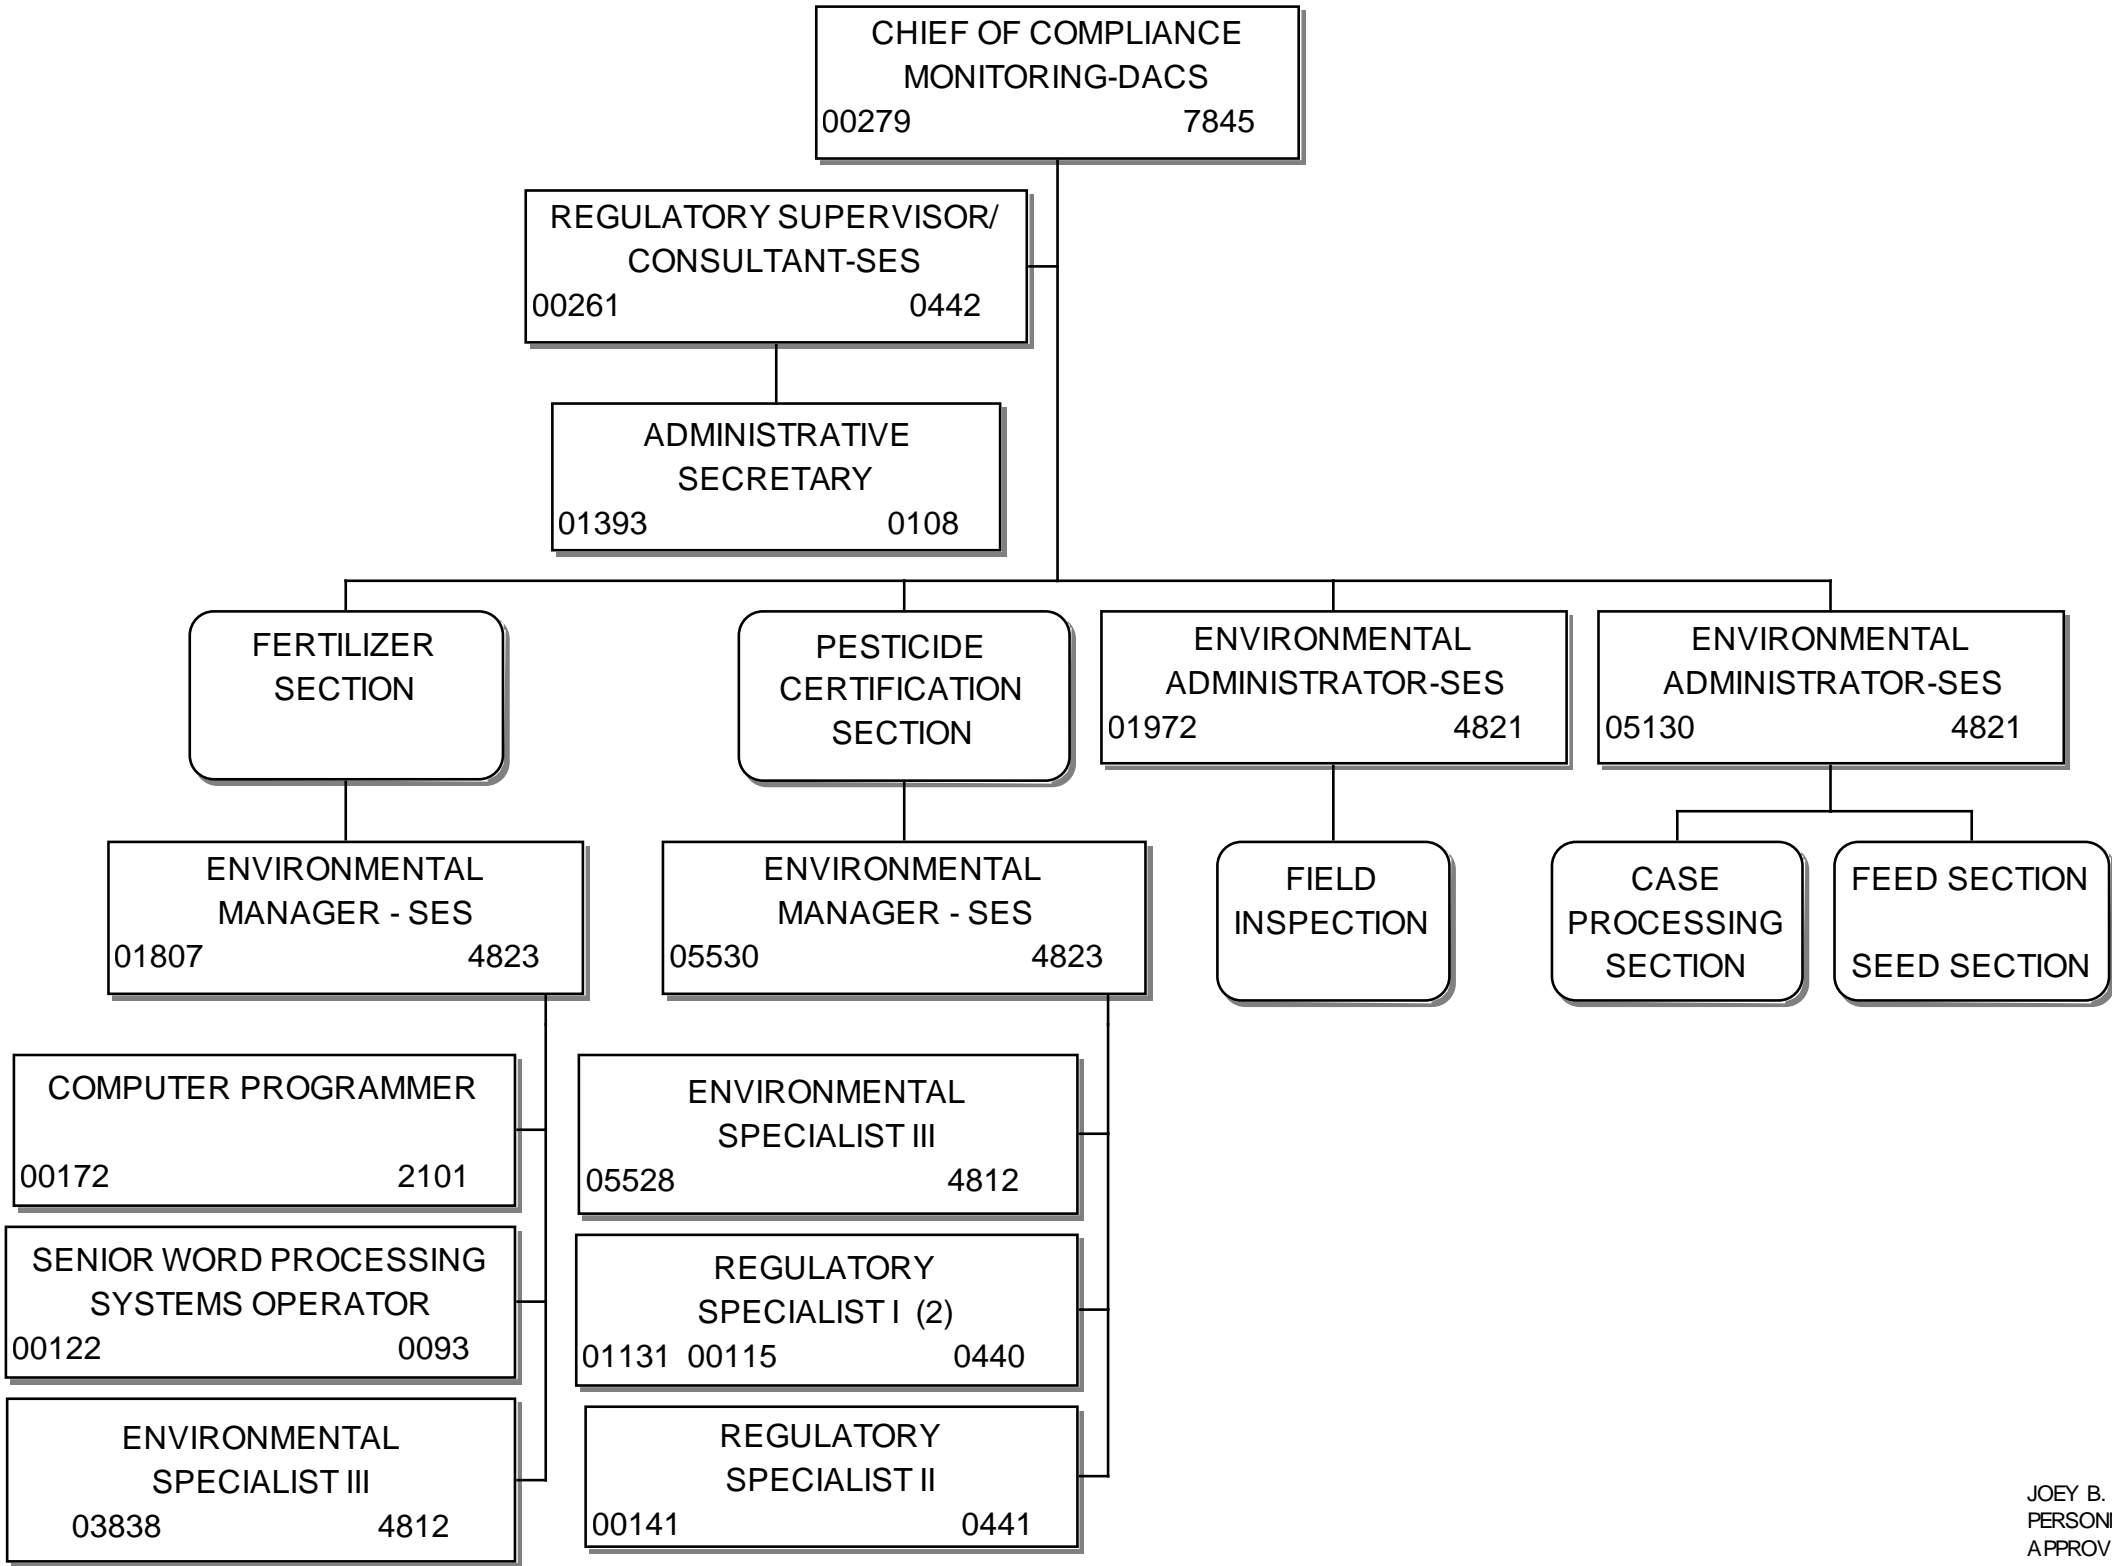 CHIEF OF COMPLIANCE
MONITORING-DACS
00279 7845
REGULATORY SUPERVISOR/
CONSULTANT-SES
00261 0442
ADMINISTRATIVE
SECRETARY
01393 0108
FERTILIZER
SECTION
PESTICIDE
CERTIFICATION
SECTION
ENVIRONMENTAL
ADMINISTRATOR-SES
01972 4821
ENVIRONMENTAL
ADMINISTRATOR-SES
05130 4821
ENVIRONMENTAL
MANAGER - SES
01807 4823
ENVIRONMENTAL
MANAGER - SES
05530 4823
FIELD
INSPECTION
CASE
PROCESSING
SECTION
FEED SECTION
SEED SECTION
COMPUTER PROGRAMMER
00172 2101
SENIOR WORD PROCESSING
SYSTEMS OPERATOR
00122 0093
ENVIRONMENTAL
SPECIALIST III
03838 4812
ENVIRONMENTAL
SPECIALIST III
05528 4812
REGULATORY
SPECIALIST I (2)
01131 00115 0440
REGULATORY
SPECIALIST II
00141 0441
JOEY B.